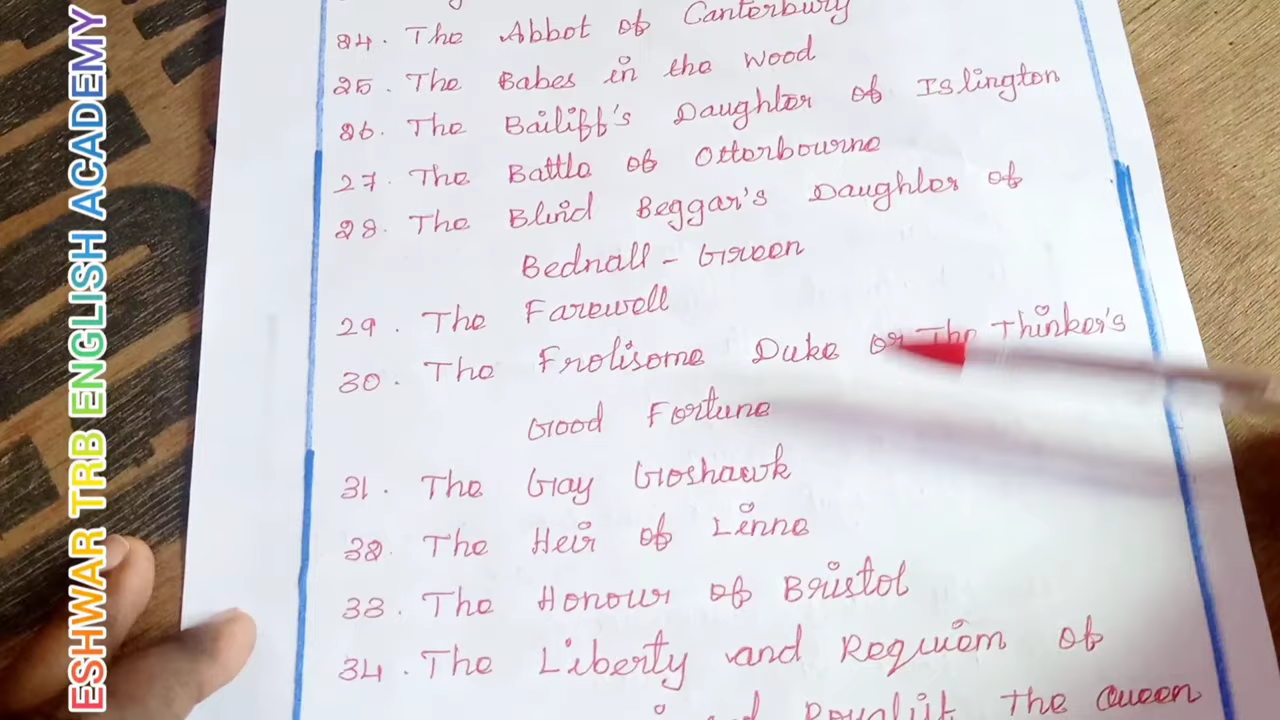 ESHWAR TRB ENGLISH ACADEMY
24. The Abbot of Canterbury
25. The Babes in the Wood
26. The Bailiff's Daughter of Islington
27. The Battle of Otterbourne
28. The Blind Beggar's Daughter of
Bednall - Green
29. The Farewell
30. The Frolisome Duke or The Thinker's
Good Fortune
31. The Gay Goshawk
32. The Heir of Linne
33. The Honour of Bristol
34. The Liberty and Requiem of
The Queen